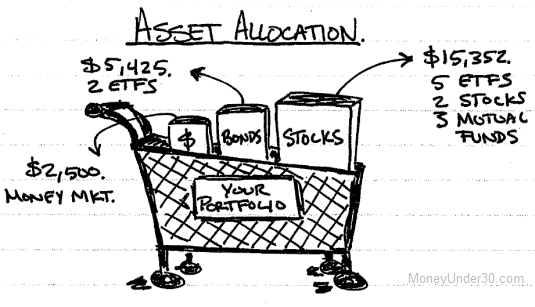 ASSET ALLOCATION.
$5,425.
2 ETFS
$15,352.
5 ETFS
2 STOCKS
3 MUTUAL
FUNDS
$
BONDS
STOCKS
$2,500.
MONEY MKT.
YOUR
PORTFOLIO
MoneyUnder30.com